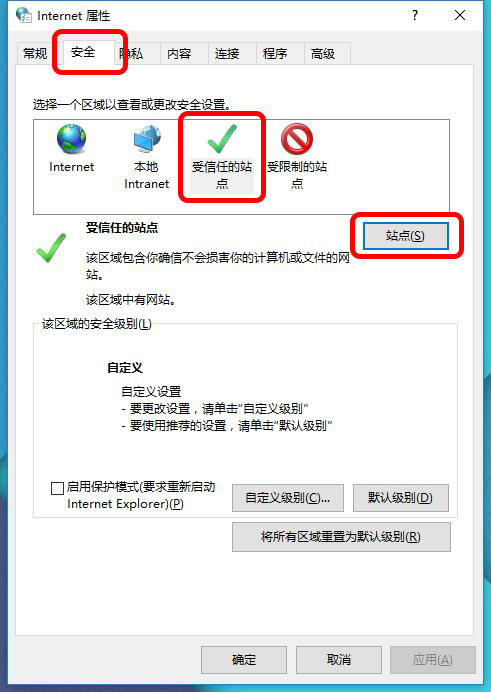 Internet 属性
?
常规 安全 隐私 内容 连接 程序 高级
选择一个区域以查看或更改安全设置。
Internet
本地
Intranet
受信任的站
点
受限制的站
点
受信任的站点
站点(S)
该区域包含你确信不会损害你的计算机或文件的网
站。
该区域中有网站。
该区域的安全级别(L)
自定义
自定义设置
- 要更改设置，请单击“自定义级别”
- 要使用推荐的设置，请单击“默认级别”
启用保护模式(要求重新启动
Internet Explorer)(P)
自定义级别(C)... 默认级别(D)
将所有区域重置为默认级别(R)
确定 取消 应用(A)